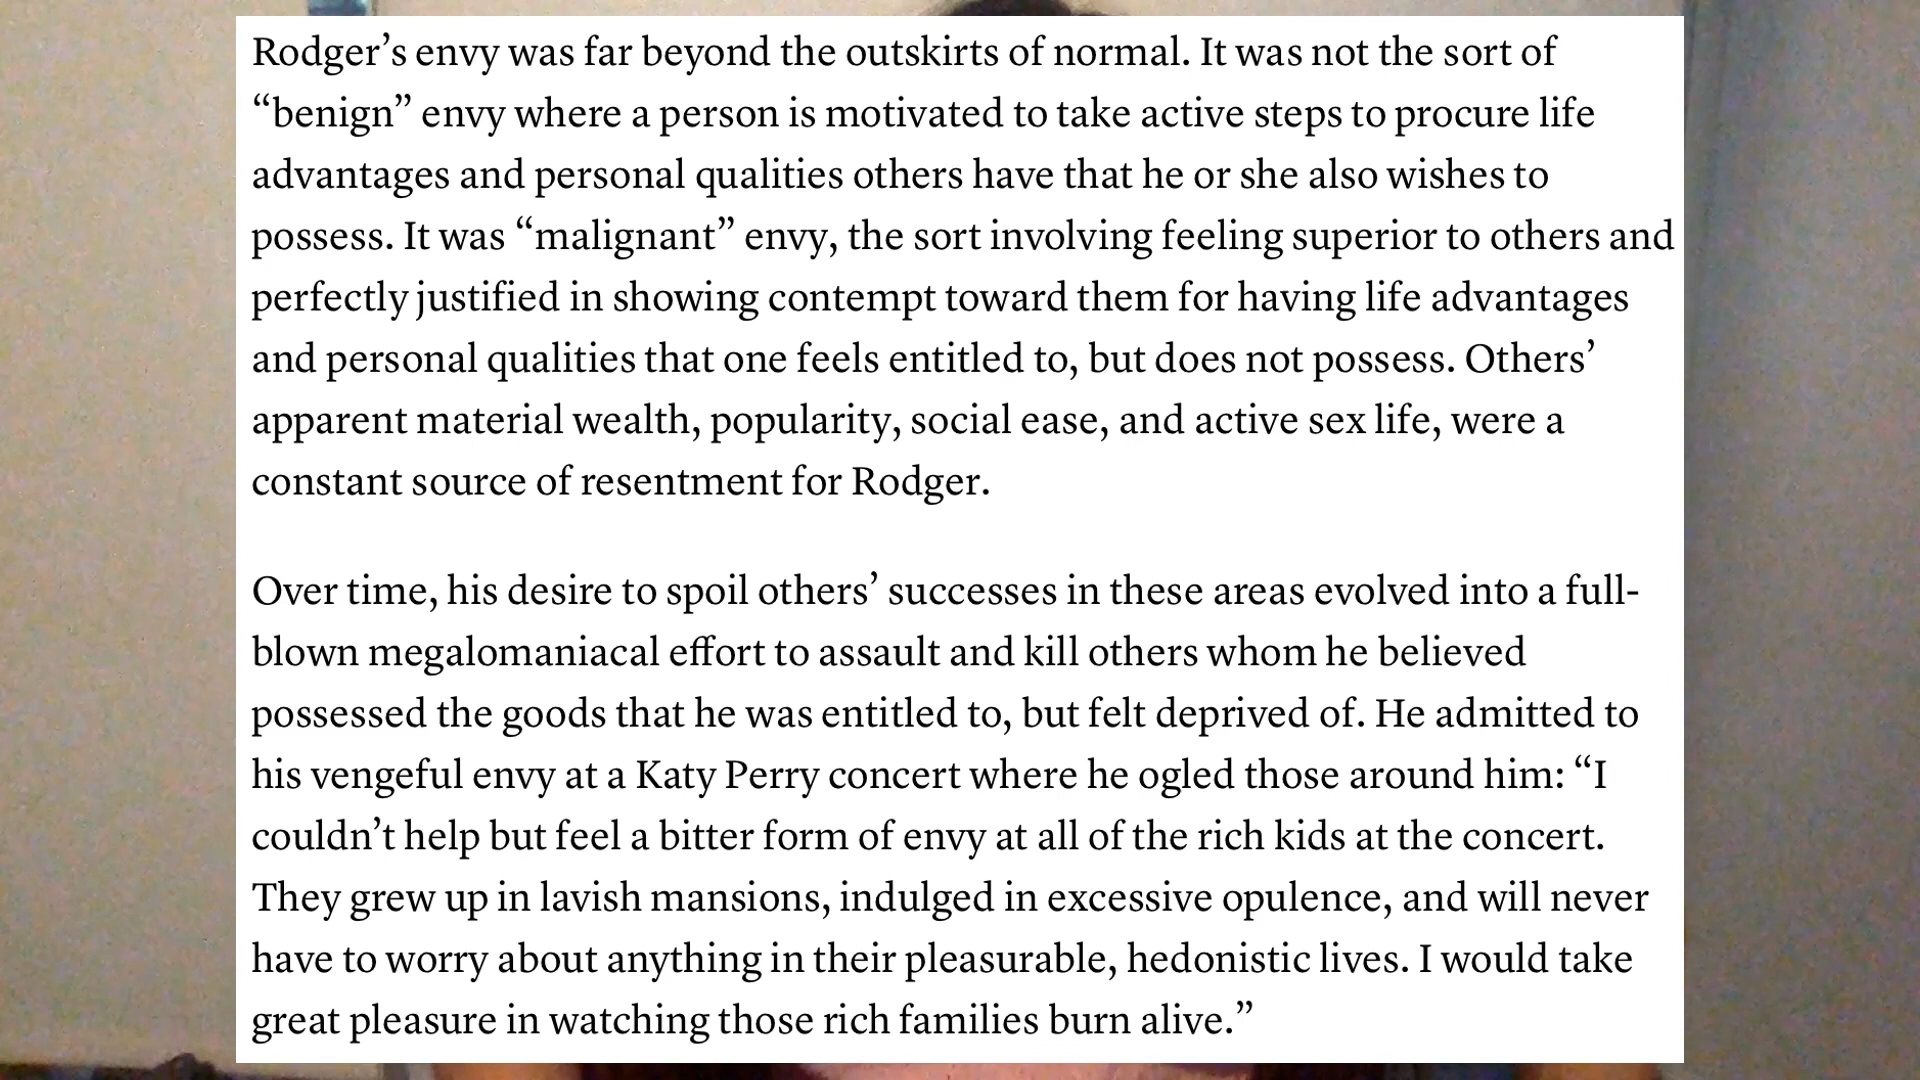 Rodger’s envy was far beyond the outskirts of normal. It was not the sort of
“benign” envy where a person is motivated to take active steps to procure life
advantages and personal qualities others have that he or she also wishes to
possess. It was “malignant” envy, the sort involving feeling superior to others and
perfectly justified in showing contempt toward them for having life advantages
and personal qualities that one feels entitled to, but does not possess. Others’
apparent material wealth, popularity, social ease, and active sex life, were a
constant source of resentment for Rodger.
Over time, his desire to spoil others’ successes in these areas evolved into a full-
blown megalomaniacal effort to assault and kill others whom he believed
possessed the goods that he was entitled to, but felt deprived of. He admitted to
his vengeful envy at a Katy Perry concert where he ogled those around him: “I
couldn’t help but feel a bitter form of envy at all of the rich kids at the concert.
They grew up in lavish mansions, indulged in excessive opulence, and will never
have to worry about anything in their pleasurable, hedonistic lives. I would take
great pleasure in watching those rich families burn alive.”